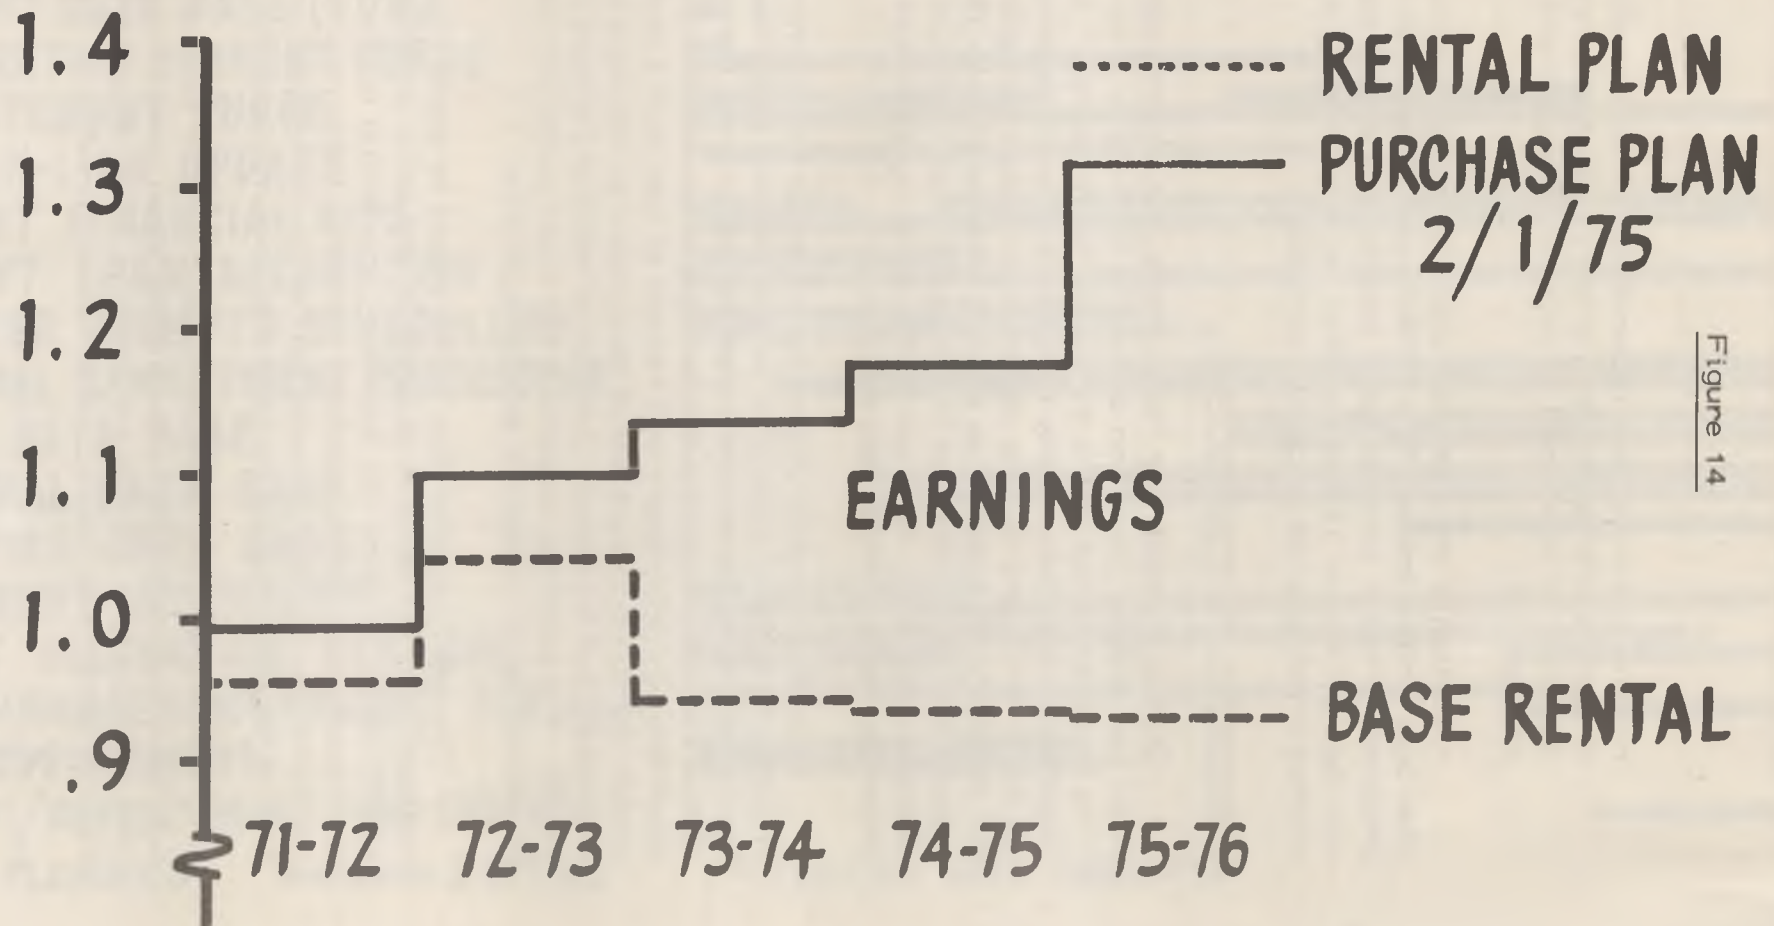 1.4
1.3
1.2
1.1
1.0
.9
RENTAL PLAN
PURCHASE PLAN
2/1/75
EARNINGS
BASE RENTAL
71-72 72-73 73-74 74-75 75-76
Figure 14